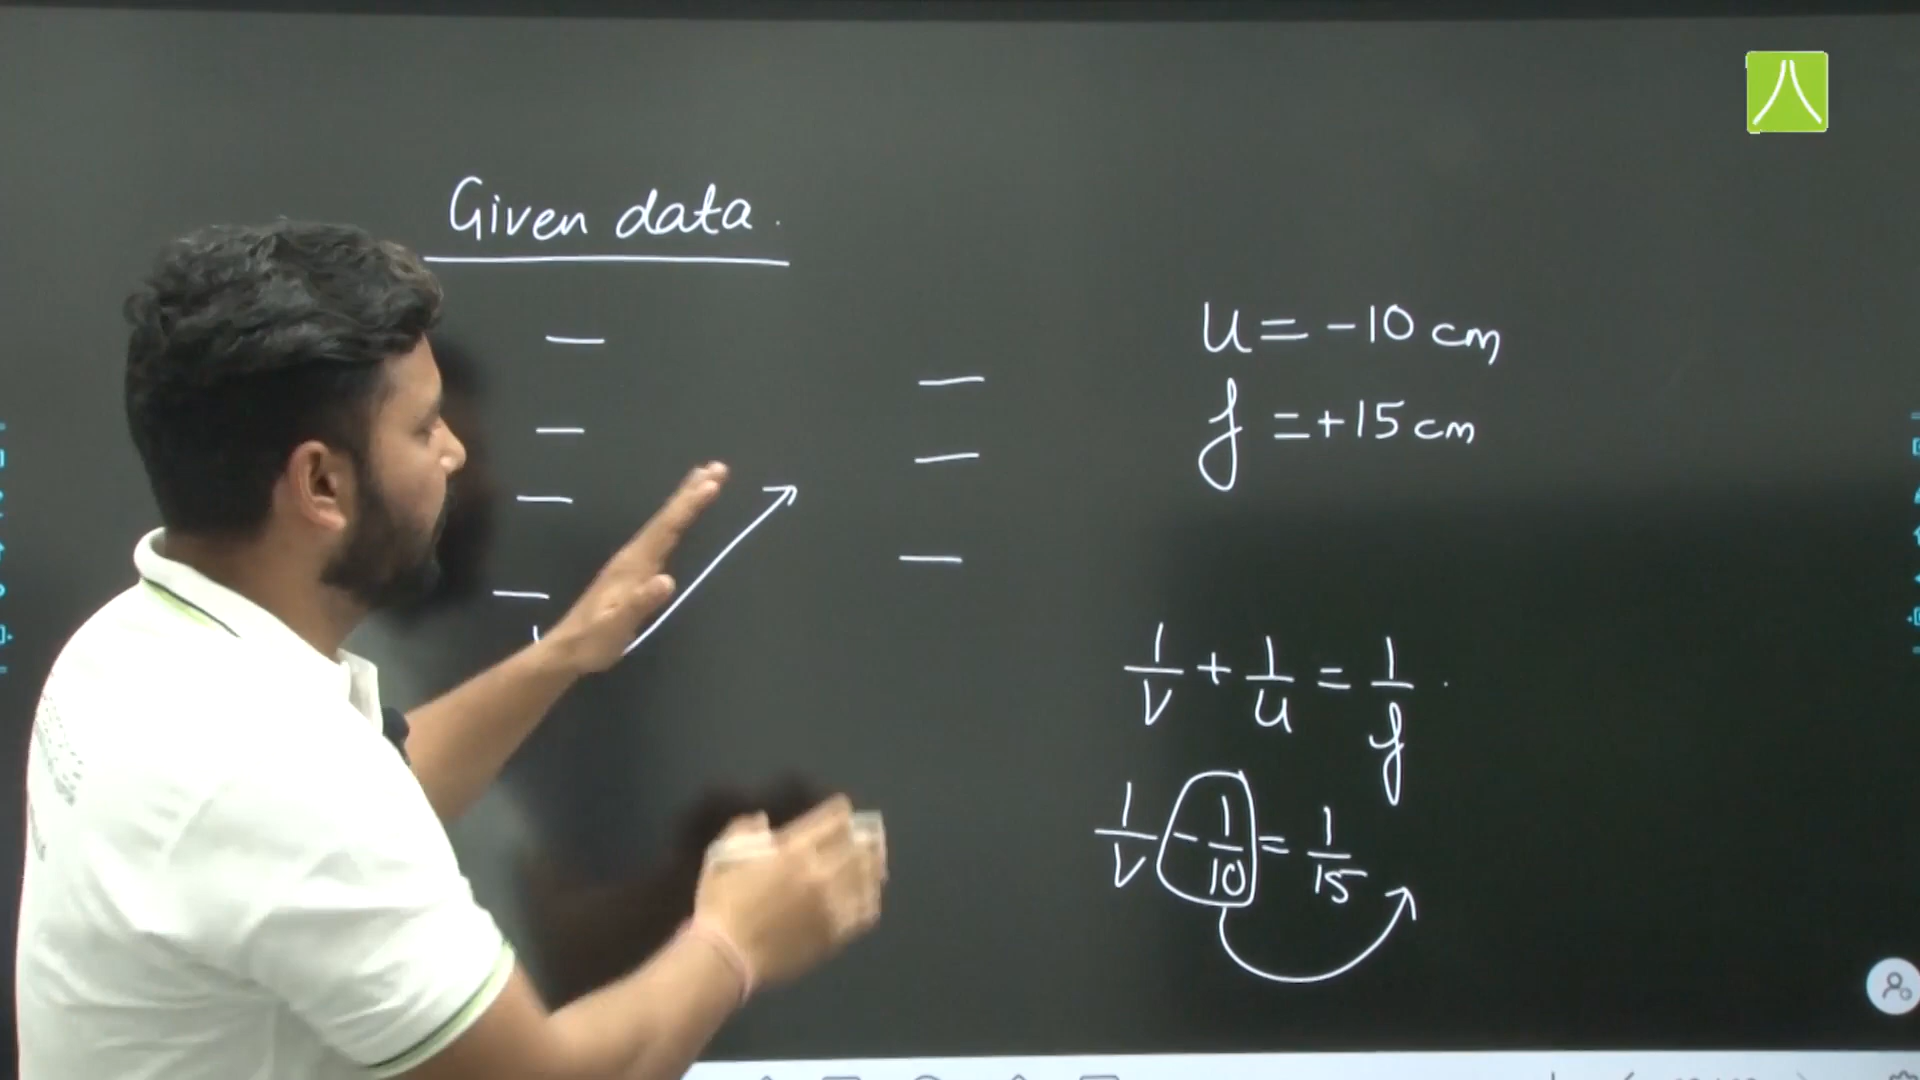 Given data.
u = -10 cm
f = +15 cm
1/v + 1/u = 1/f
1/v - 1/10 = 1/15